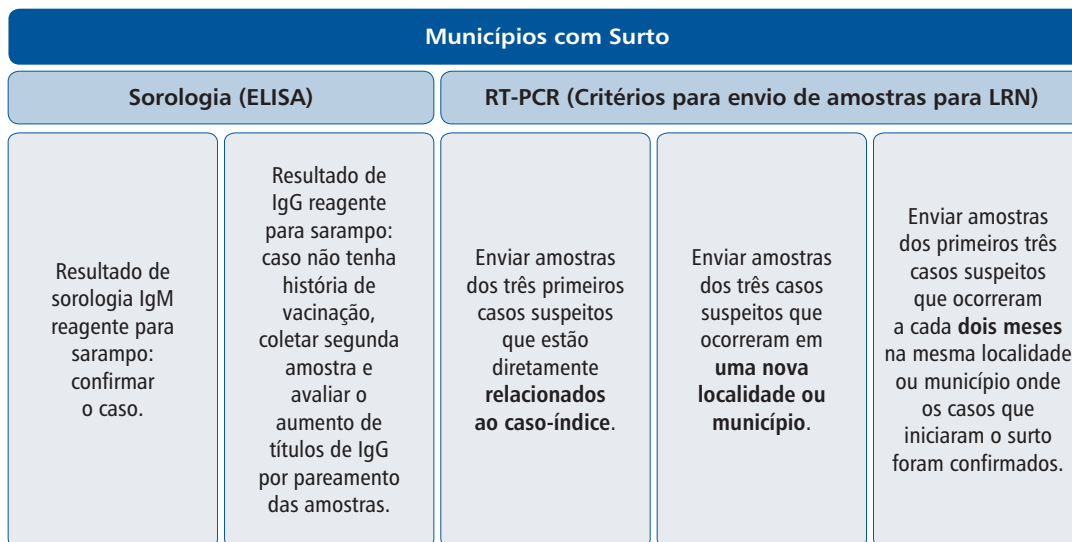 Municípios com Surto
Sorologia (ELISA)
RT-PCR (Critérios para envio de amostras para LRN)
Resultado de
sorologia IgM
reagente para
sarampo:
confirmar
o caso.
Resultado de
IgG reagente
para sarampo:
caso não tenha
história de
vacinação,
coletar segunda
amostra e
avaliar o
aumento de
títulos de IgG
por pareamento
das amostras.
Enviar amostras
dos três primeiros
casos suspeitos
que estão
diretamente
relacionados
ao caso-índice.
Enviar amostras
dos três casos
suspeitos que
ocorreram em
uma nova
localidade ou
município.
Enviar amostras
dos primeiros três
casos suspeitos
que ocorreram
a cada dois meses
na mesma localidade
ou município onde
os casos que
iniciaram o surto
foram confirmados.